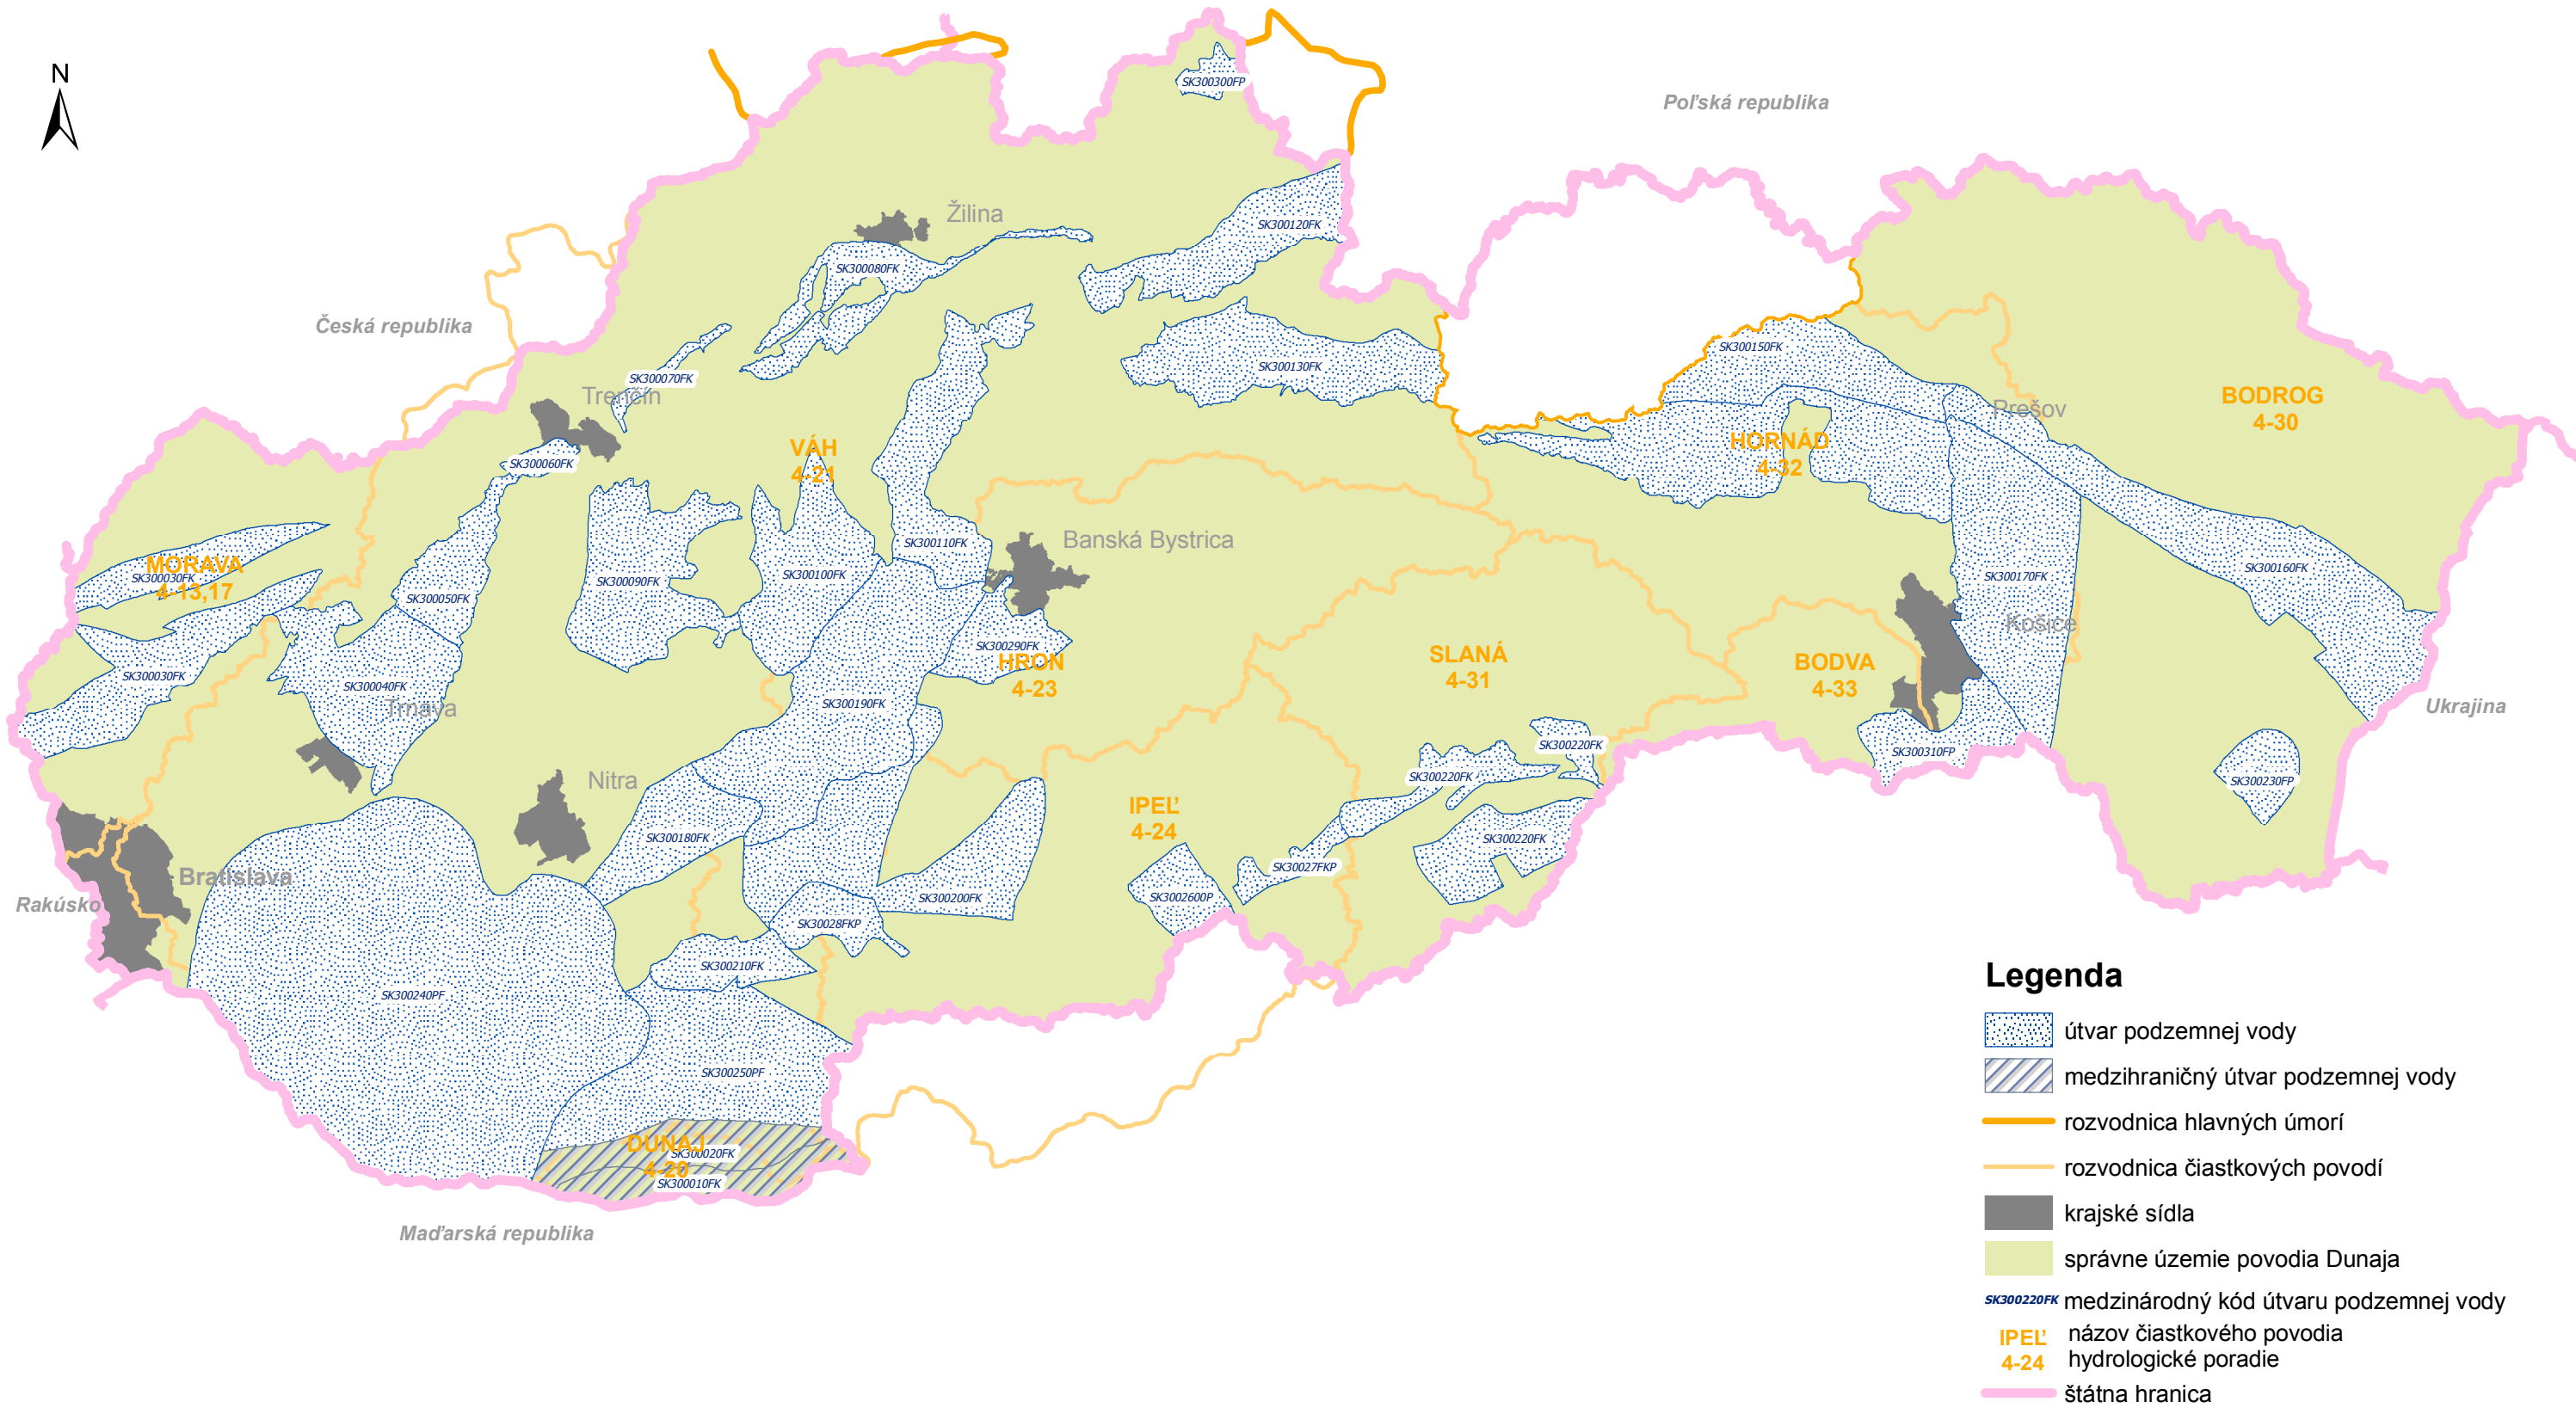 N
Poľská republika
Česká republika
Rakúsko
Maďarská republika
Ukrajina
Žilina
Trenčín
Banská Bystrica
Prešov
Košice
Trnava
Nitra
Bratislava
MORAVA
4-13,17
VÁH
4-21
HRON
4-23
IPEĽ
4-24
SLANÁ
4-31
BODVA
4-33
HORNÁD
4-32
BODROG
4-30
DUNAJ
4-20
SK300300FP
SK300120FK
SK300080FK
SK300070FK
SK300130FK
SK300150FK
SK300060FK
SK300110FK
SK300030FK
SK300050FK
SK300090FK
SK300100FK
SK300170FK
SK300160FK
SK300290FK
SK300030FK
SK300040FK
SK300190FK
SK300220FK
SK300310FP
SK300220FK
SK300230FP
SK300180FK
SK300220FK
SK30027FKP
SK300200FK
SK3002600P
SK30028FKP
SK300210FK
SK300240PF
SK300250PF
SK300020FK
SK300010FK
Legenda
útvar podzemnej vody
medzihraničný útvar podzemnej vody
rozvodnica hlavných úmorí
rozvodnica čiastkových povodí
krajské sídla
správne územie povodia Dunaja
SK300220FK medzinárodný kód útvaru podzemnej vody
IPEĽ názov čiastkového povodia
4-24 hydrologické poradie
štátna hranica